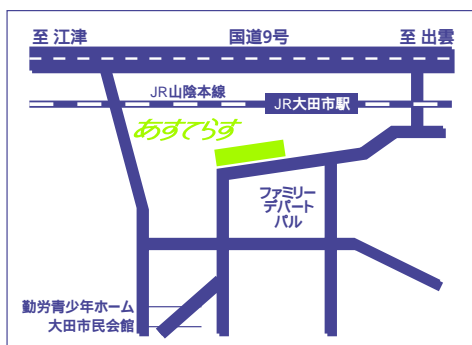 至 江津
国道9号
至 出雲
JR山陰本線
JR大田市駅
あすてらす
ファミリー
デパート
パル
勤労青少年ホーム
大田市民会館